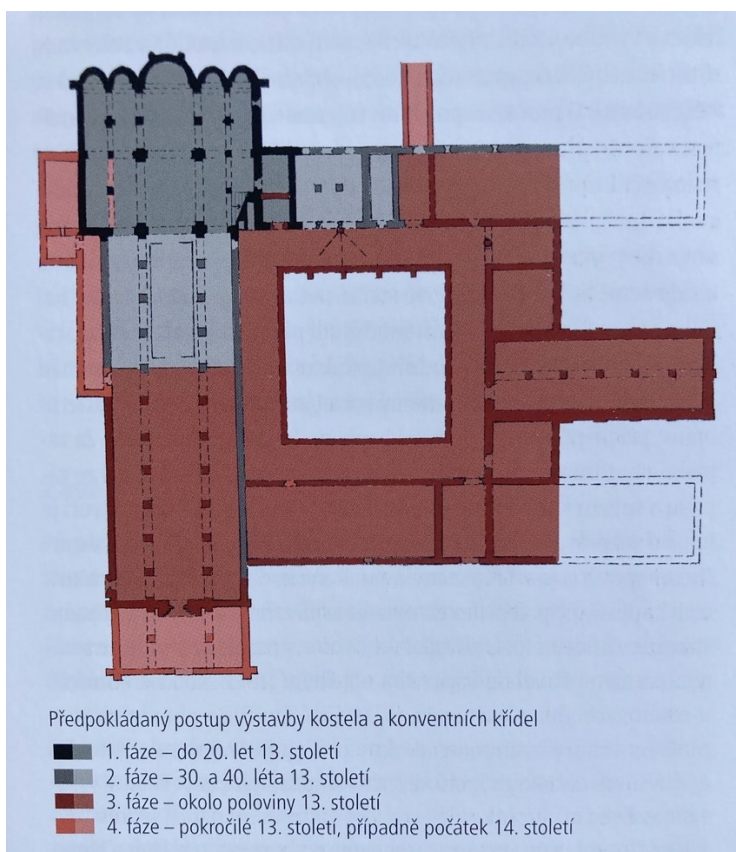 Předpokládaný postup výstavby kostela a konventních křídel
1. fáze – do 20. let 13. století
2. fáze – 30. a 40. léta 13. století
3. fáze – okolo poloviny 13. století
4. fáze – pokročilé 13. století, případně počátek 14. století